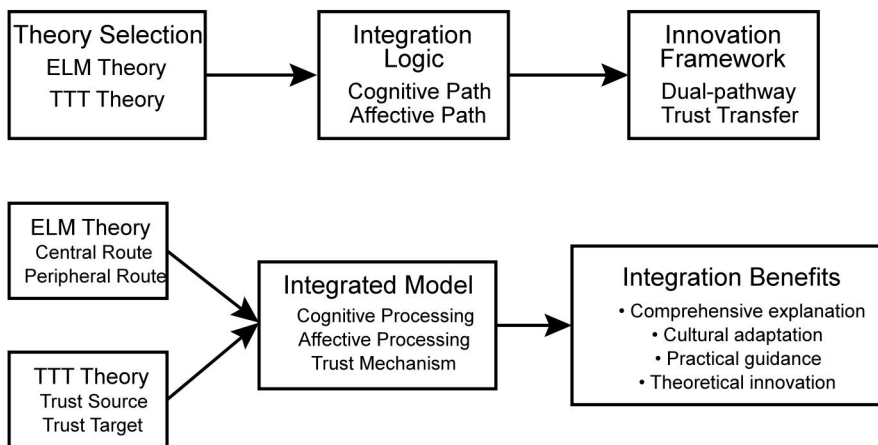 Theory Selection
ELM Theory
TTT Theory
Integration
Logic
Cognitive Path
Affective Path
Innovation
Framework
Dual-pathway
Trust Transfer
ELM Theory
Central Route
Peripheral Route
TTT Theory
Trust Source
Trust Target
Integrated Model
Cognitive Processing
Affective Processing
Trust Mechanism
Integration Benefits
• Comprehensive explanation
• Cultural adaptation
• Practical guidance
• Theoretical innovation